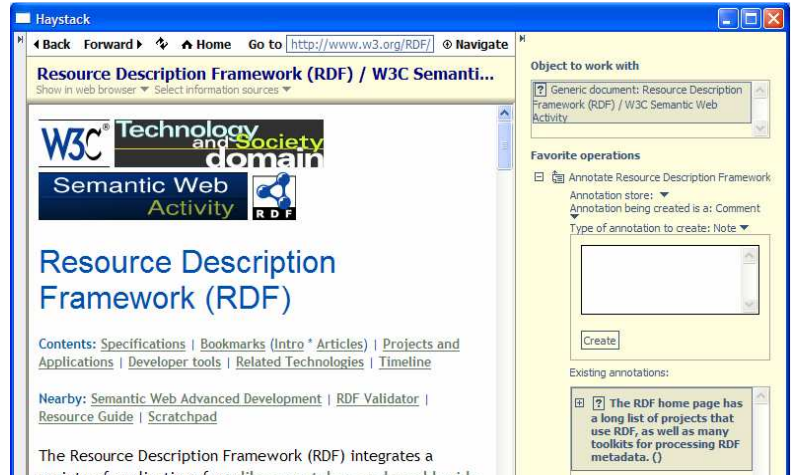 Haystack
Back Forward Home Go to http://www.w3.org/RDF/ Navigate
Resource Description Framework (RDF) / W3C Semanti...
Show in web browser Select information sources
W3C® Technology
and Society
domain
Semantic Web
Activity RDF
Resource Description
Framework (RDF)
Contents: Specifications | Bookmarks (Intro * Articles) | Projects and
Applications | Developer tools | Related Technologies | Timeline
Nearby: Semantic Web Advanced Development | RDF Validator |
Resource Guide | Scratchpad
The Resource Description Framework (RDF) integrates a
Object to work with
Generic document: Resource Description
Framework (RDF) / W3C Semantic Web
Activity
Favorite operations
Annotate Resource Description Framework
Annotation store:
Annotation being created is a: Comment
Type of annotation to create: Note
Create
Existing annotations:
The RDF home page has
a long list of projects that
use RDF, as well as many
toolkits for processing RDF
metadata. ()